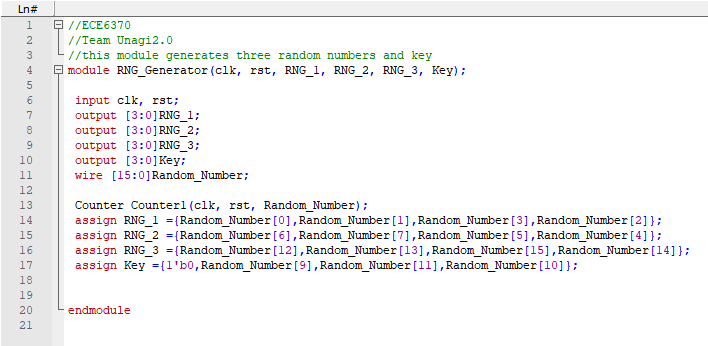 Ln#
1 //ECE6370
2 //Team Unagi2.0
3 //this module generates three random numbers and key
4 module RNG_Generator(clk, rst, RNG_1, RNG_2, RNG_3, Key);
5
6 input clk, rst;
7 output [3:0]RNG_1;
8 output [3:0]RNG_2;
9 output [3:0]RNG_3;
10 output [3:0]Key;
11 wire [15:0]Random_Number;
12
13 Counter Counter1(clk, rst, Random_Number);
14 assign RNG_1 ={Random_Number[0],Random_Number[1],Random_Number[3],Random_Number[2]};
15 assign RNG_2 ={Random_Number[6],Random_Number[7],Random_Number[5],Random_Number[4]};
16 assign RNG_3 ={Random_Number[12],Random_Number[13],Random_Number[15],Random_Number[14]};
17 assign Key ={1'b0,Random_Number[9],Random_Number[11],Random_Number[10]};
18
19
20 endmodule
21